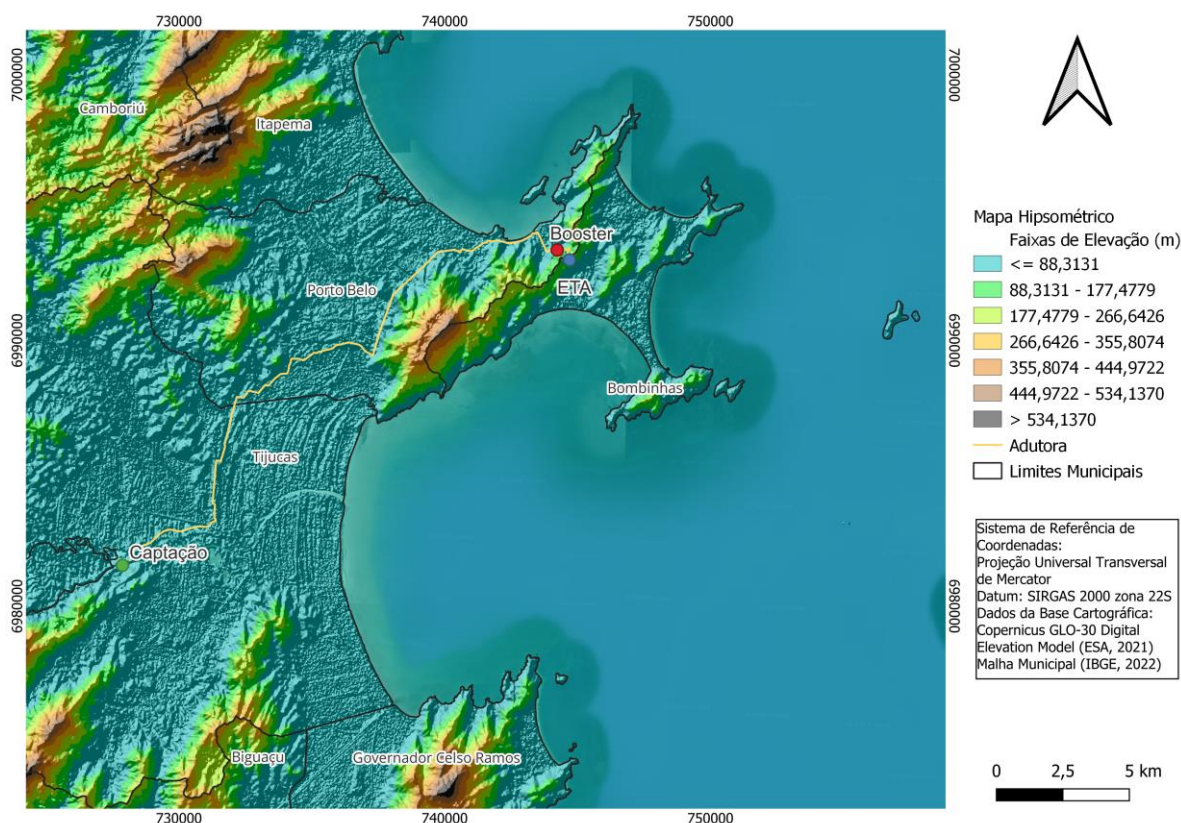 730000
740000
750000
7000000
7000000
Camboriú
Itapema
Booster
Porto Belo
ETA
6990000
6990000
Bombinhas
Tijucas
Captação
6980000
6980000
Biguaçu
Governador Celso Ramos
730000
740000
750000
Mapa Hipsométrico
Faixas de Elevação (m)
<= 88,3131
88,3131 - 177,4779
177,4779 - 266,6426
266,6426 - 355,8074
355,8074 - 444,9722
444,9722 - 534,1370
> 534,1370
Adutora
Limites Municipais
Sistema de Referência de
Coordenadas:
Projeção Universal Transversal
de Mercator
Datum: SIRGAS 2000 zona 22S
Dados da Base Cartográfica:
Copernicus GLO-30 Digital
Elevation Model (ESA, 2021)
Malha Municipal (IBGE, 2022)
0 2,5 5 km